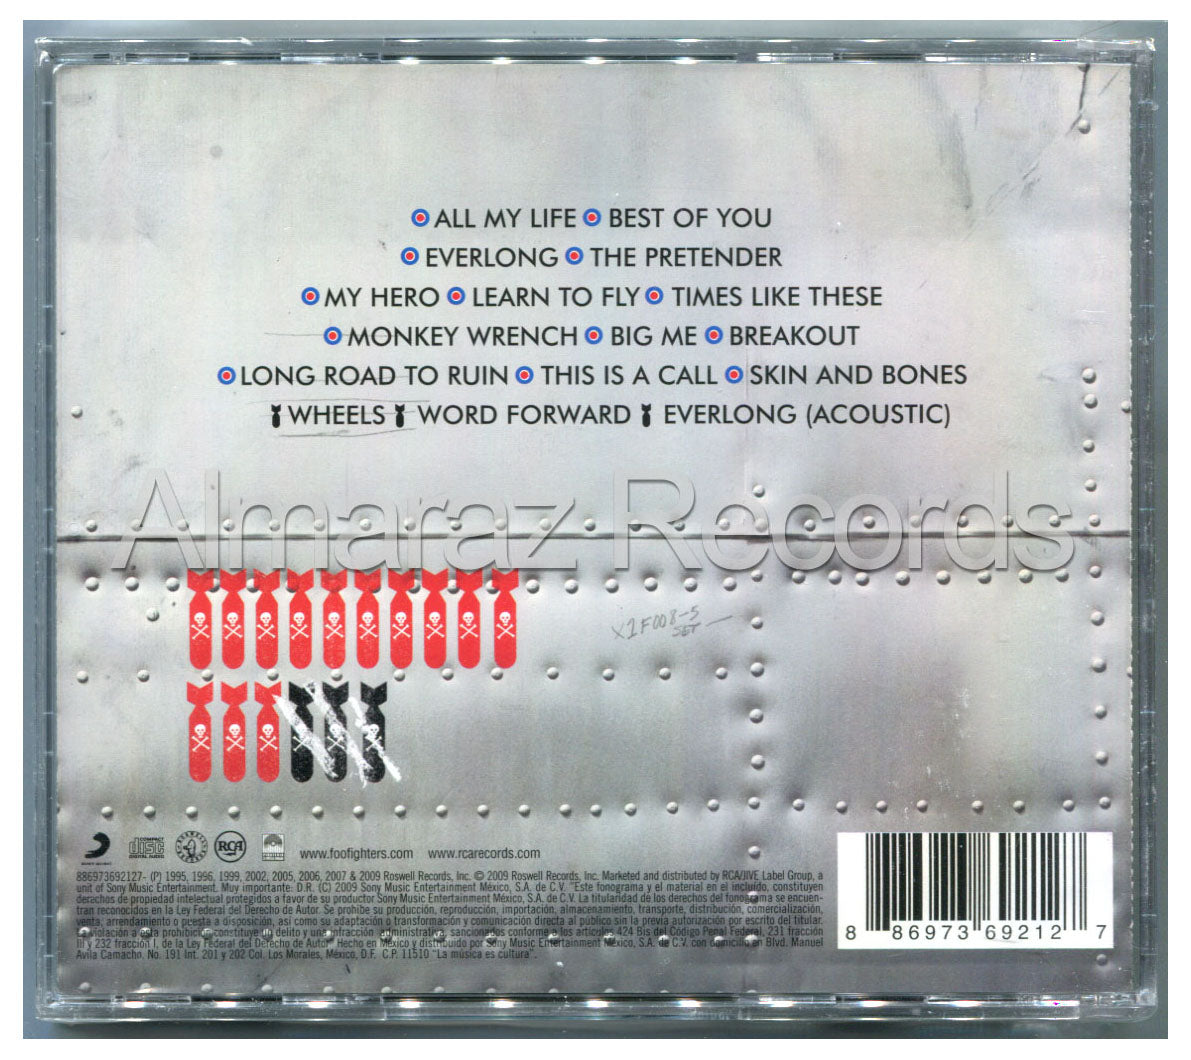 ALL MY LIFE BEST OF YOU
EVERLONG THE PRETENDER
MY HERO LEARN TO FLY TIMES LIKE THESE
MONKEY WRENCH BIG ME BREAKOUT
LONG ROAD TO RUIN THIS IS A CALL SKIN AND BONES
WHEELS WORD FORWARD EVERLONG (ACOUSTIC)
Almaraz Records
X2F008-5
SET
COMPACT
disc
DIGITAL AUDIO
RCA
www.foofighters.com www.rcarecords.com
886973692127- (P) 1995, 1996, 1999, 2002, 2005, 2006, 2007 & 2009 Roswell Records, Inc. © 2009 Roswell Records, Inc. Marketed and distributed by RCA/JIVE Label Group, a
unit of Sony Music Entertainment. Muy importante: D.R. (C) 2009 Sony Music Entertainment México, S.A. de C.V. "Este fonograma y el material en el incluído, constituyen
derechos de propiedad intelectual protegidos a favor de su productor Sony Music Entertainment México, S.A. de C.V. La titularidad de los derechos del fonograma se encuen-
tran reconocidos en la Ley Federal del Derecho de Autor. Se prohibe su producción, reproducción, importación, almacenamiento, transporte, distribución, comercialización,
venta, arrendamiento o puesta a disposición, así como su adaptación o transformación y comunicación directa al público sin la previa autorización por escrito del titular.
La violación a esta prohibición constituye un delito y una infracción administrativa, sancionados conforme a los artículos 424 Bis del Código Penal Federal, 231 fracción
III y 232 fracción I, de la Ley Federal del Derecho de Autor" Hecho en México y distribuido por Sony Music Entertainment México, S.A. de C.V. con domicilio en Blvd. Manuel
Avila Camacho. No. 191 Int. 201 y 202 Col. Los Morales, México, D.F. C.P. 11510 "La música es cultura".
8 86973 69212 7